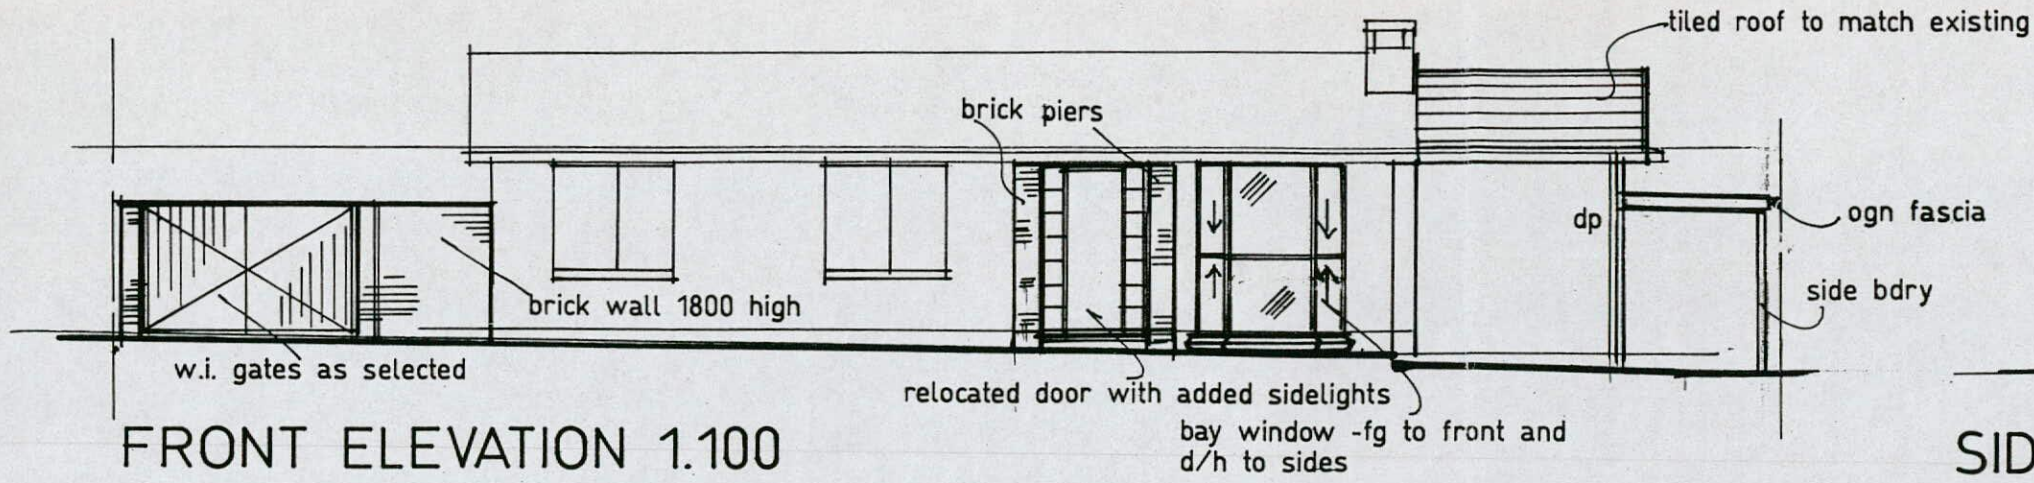 tiled roof to match existing
brick piers
dp
ogn fascia
side bdry
brick wall 1800 high
w.i. gates as selected
relocated door with added sidelights
bay window -fg to front and
d/h to sides
FRONT ELEVATION 1.100
SID